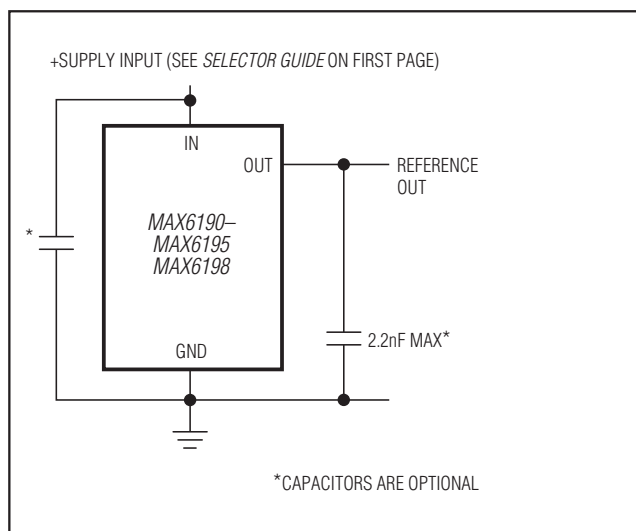 +SUPPLY INPUT (SEE SELECTOR GUIDE ON FIRST PAGE)
IN
OUT
REFERENCE
OUT
*
MAX6190–
MAX6195
MAX6198
2.2nF MAX*
GND
*CAPACITORS ARE OPTIONAL